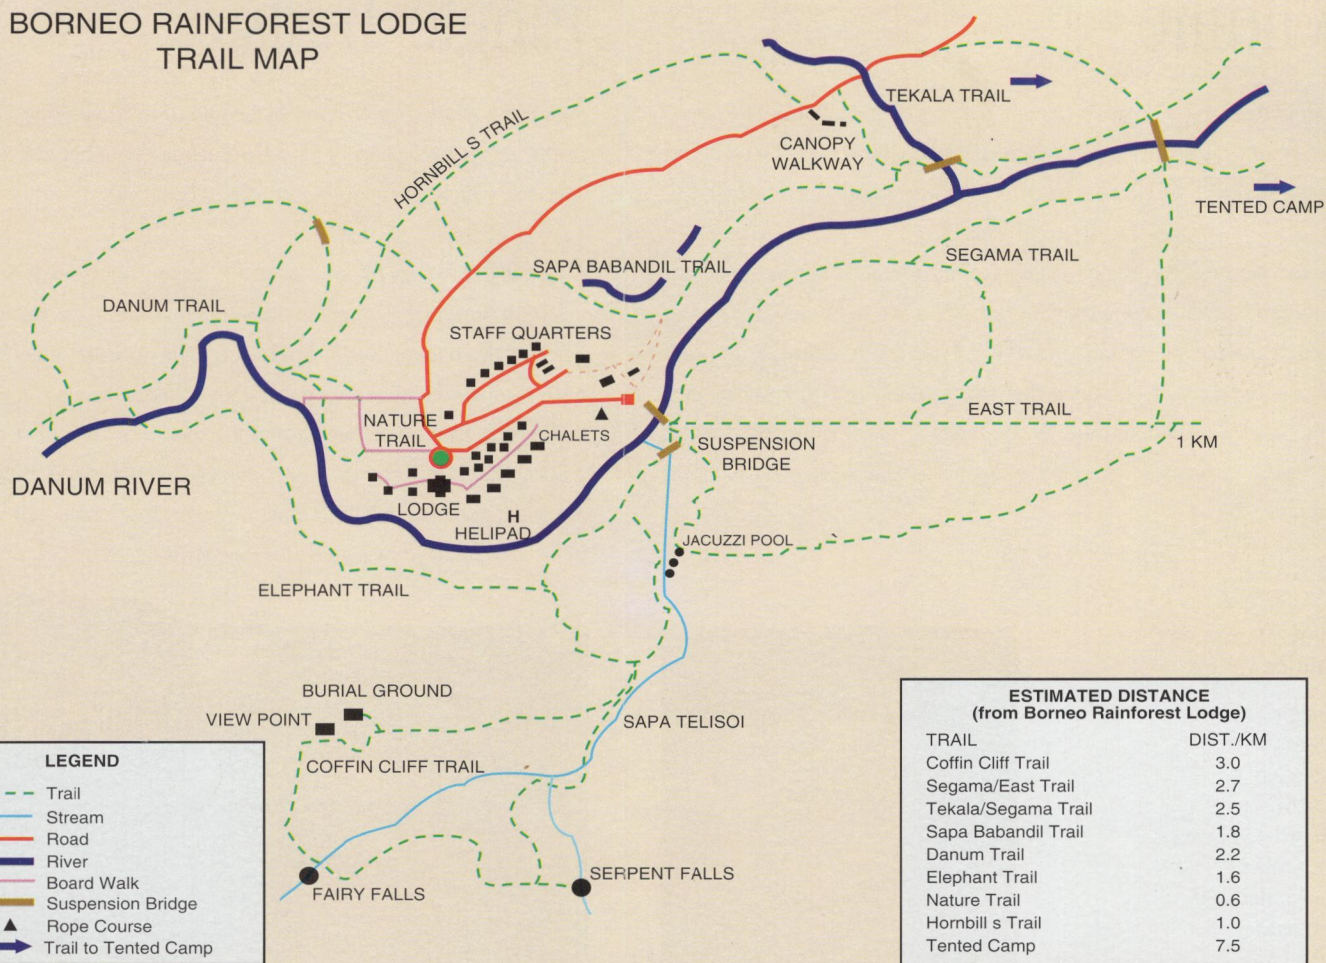 BORNEO RAINFOREST LODGE
TRAIL MAP
HORNBILL S TRAIL
TEKALA TRAIL
CANOPY
WALKWAY
TENTED CAMP
SEGAMA TRAIL
SAPA BABANDIL TRAIL
DANUM TRAIL
STAFF QUARTERS
NATURE
TRAIL
CHALETS
EAST TRAIL
SUSPENSION
BRIDGE
1 KM
DANUM RIVER
LODGE
H
HELIPAD
JACUZZI POOL
ELEPHANT TRAIL
BURIAL GROUND
VIEW POINT
SAPA TELISOI
COFFIN CLIFF TRAIL
FAIRY FALLS
SERPENT FALLS
LEGEND
Trail
Stream
Road
River
Board Walk
Suspension Bridge
Rope Course
Trail to Tented Camp
ESTIMATED DISTANCE
(from Borneo Rainforest Lodge)
TRAIL DIST./KM
Coffin Cliff Trail 3.0
Segama/East Trail 2.7
Tekala/Segama Trail 2.5
Sapa Babandil Trail 1.8
Danum Trail 2.2
Elephant Trail 1.6
Nature Trail 0.6
Hornbill s Trail 1.0
Tented Camp 7.5